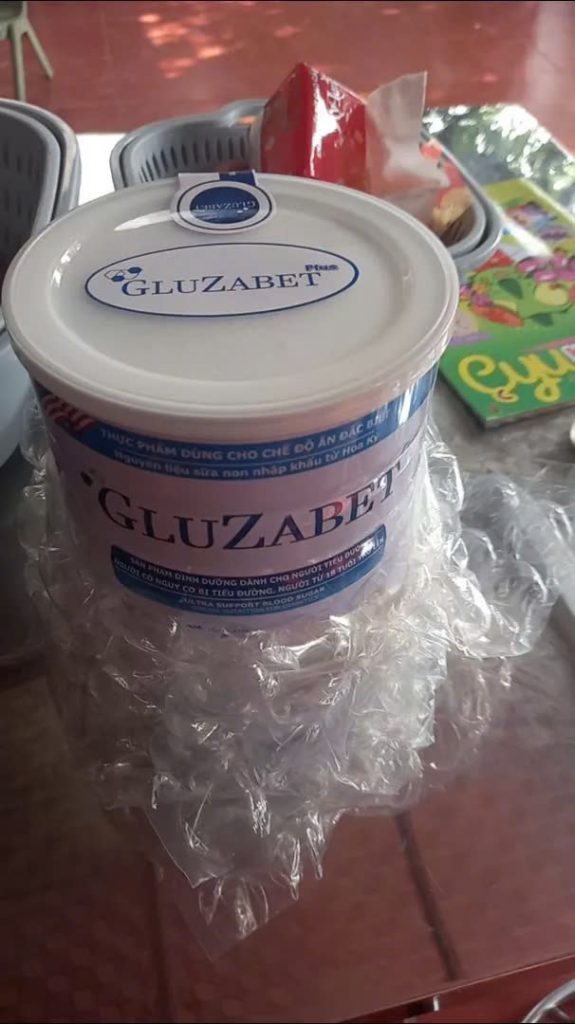 GLUZABET
GLUZABET Plus
THỰC PHẨM DÙNG CHO CHẾ ĐỘ ĂN ĐẶC BIỆT
Nguyên liệu sữa non nhập khẩu từ Hoa Kỳ
GLUZABET
SẢN PHẨM DINH DƯỠNG DÀNH CHO NGƯỜI TIỂU ĐƯỜNG
NGƯỜI CÓ NGUY CƠ BỊ TIỂU ĐƯỜNG, NGƯỜI TỪ 18 TUỔI
ULTRA SUPPORT BLOOD SUGAR